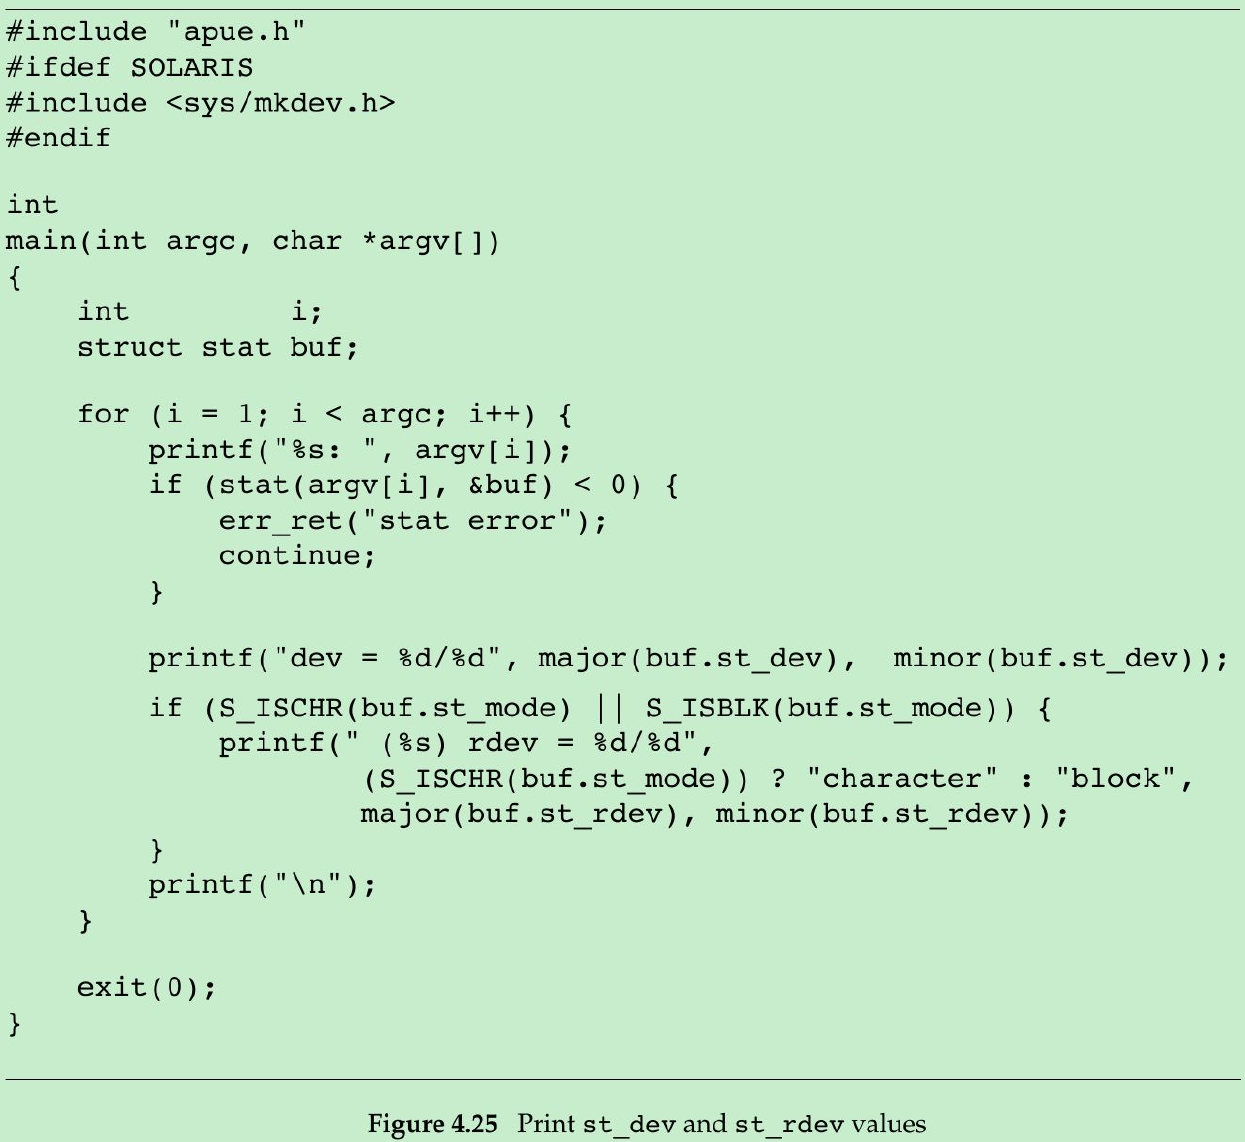 #include "apue.h"
#ifdef SOLARIS
#include <sys/mkdev.h>
#endif

int
main(int argc, char *argv[])
{
    int         i;
    struct stat buf;

    for (i = 1; i < argc; i++) {
        printf("%s: ", argv[i]);
        if (stat(argv[i], &buf) < 0) {
            err_ret("stat error");
            continue;
        }

        printf("dev = %d/%d", major(buf.st_dev),  minor(buf.st_dev));
        if (S_ISCHR(buf.st_mode) || S_ISBLK(buf.st_mode)) {
            printf(" (%s) rdev = %d/%d",
                    (S_ISCHR(buf.st_mode)) ? "character" : "block",
                    major(buf.st_rdev), minor(buf.st_rdev));
        }
        printf("\n");
    }

    exit(0);
}
Figure 4.25 Print st_dev and st_rdev values